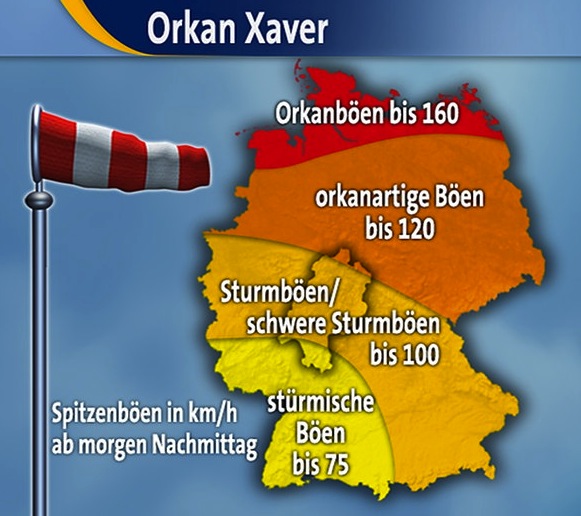 Orkan Xaver
Orkanböen bis 160
orkanartige Böen
bis 120
Sturmböen/
schwere Sturmböen
bis 100
stürmische
Böen
bis 75
Spitzenböen in km/h
ab morgen Nachmittag